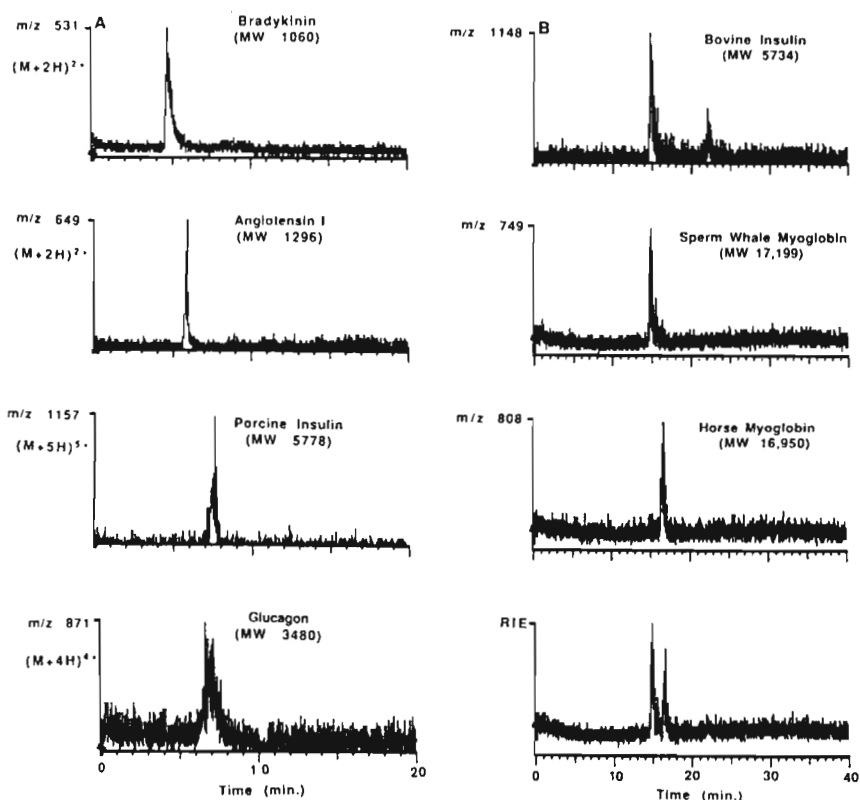 A
m/z 531
(M+2H)²⁺
Bradykinin
(MW 1060)
m/z 649
(M+2H)²⁺
Angiotensin I
(MW 1296)
m/z 1157
(M+5H)⁵⁺
Porcine Insulin
(MW 5778)
m/z 871
(M+4H)⁴⁺
Glucagon
(MW 3480)
0 10 20
Time (min.)
B
m/z 1148
Bovine Insulin
(MW 5734)
m/z 749
Sperm Whale Myoglobin
(MW 17,199)
m/z 808
Horse Myoglobin
(MW 16,950)
RIE
0 10 20 30 40
Time (min.)